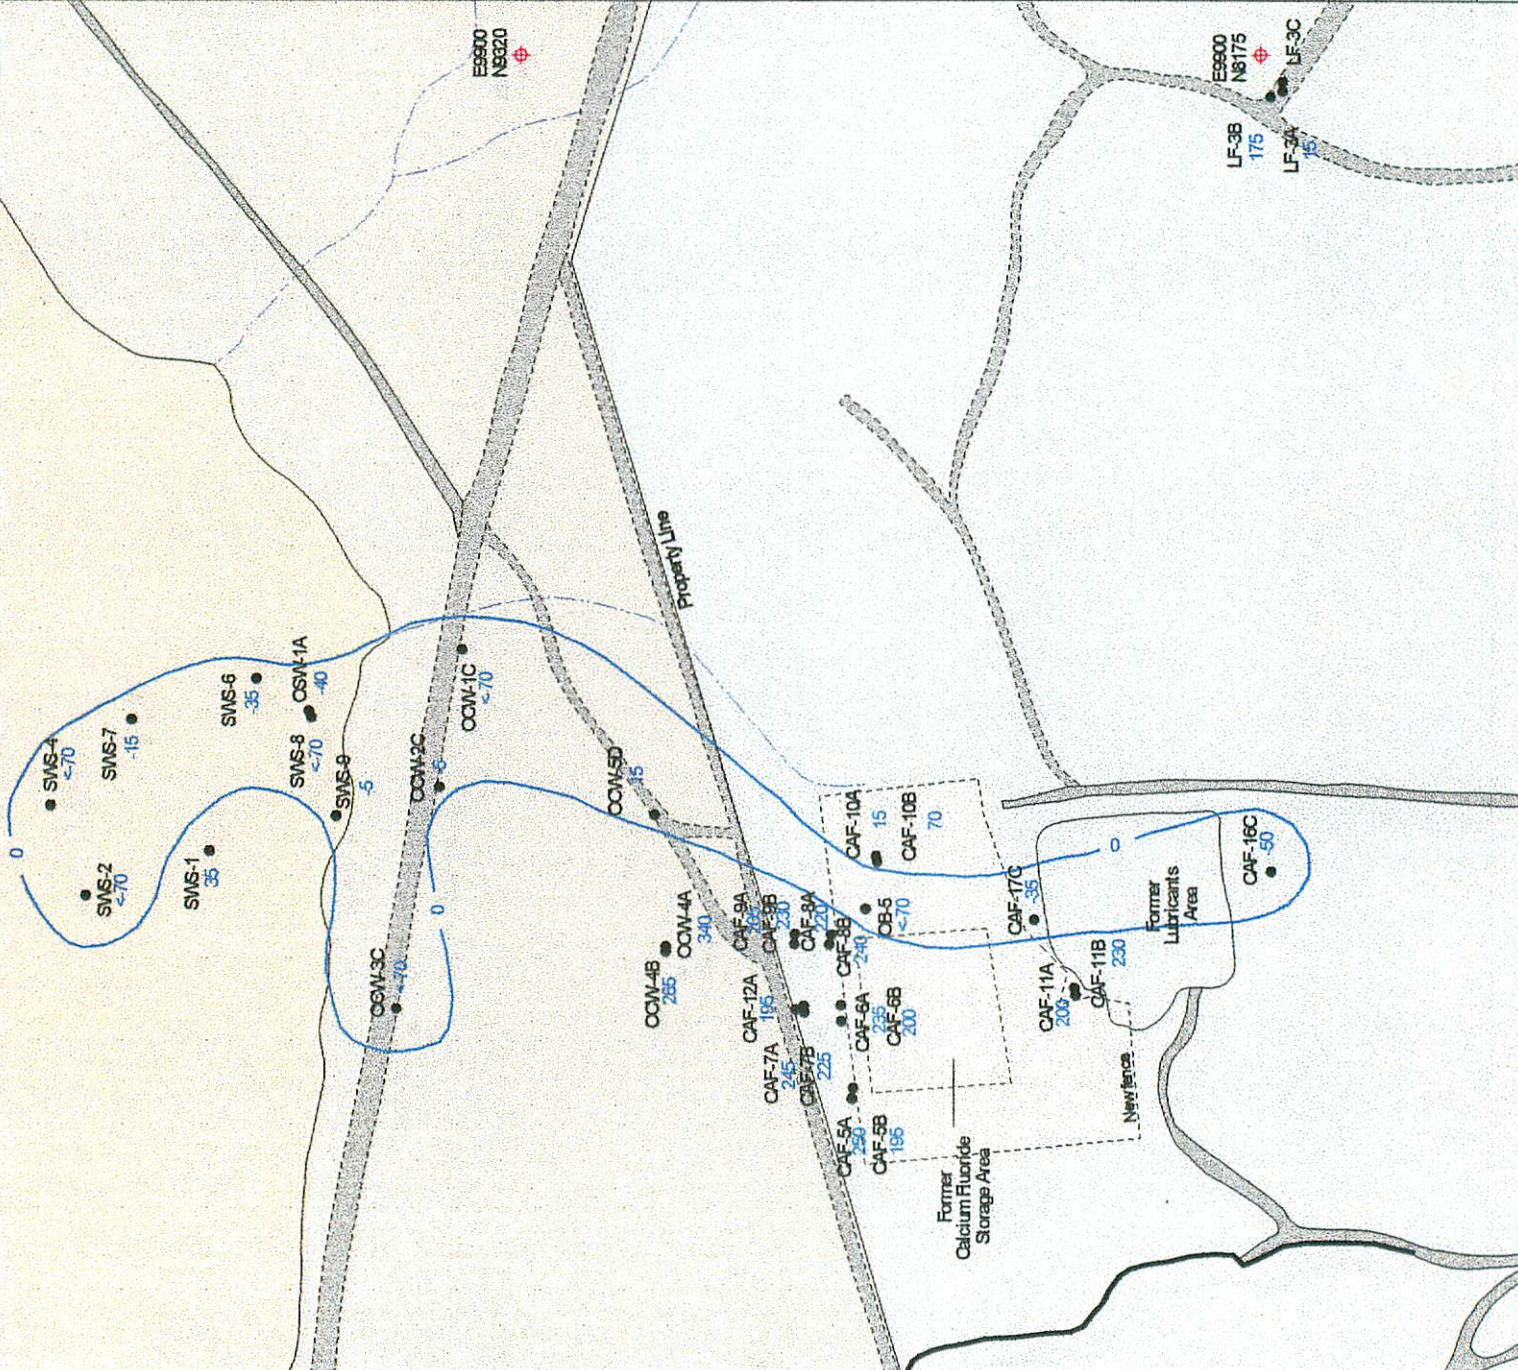 E9900
N9320
E9900
N8175
LF-3C
LF-3B
175
LF-3A
15
Property Line
0
SWS-4
<-70
SWS-7
-15
SWS-6
-35
OSW-1A
-40
SWS-8
<-70
SWS-9
-5
SWS-2
<-70
SWS-1
35
OOW-1C
<-70
OOW-2C
-5
OOW-3C
<-70
0
OOW-5D
15
OOW-4A
340
OOW-4B
265
CAF-9A
CAF-9B
230
CAF-8A
220
CAF-8B
240
CAF-12A
195
CAF-7A
245
CAF-7B
225
CAF-6A
235
CAF-6B
200
CAF-5A
250
CAF-5B
195
CAF-10A
15
CAF-10B
70
OB-5
<-70
CAF-17C
-35
CAF-11A
200
CAF-11B
230
CAF-16C
-50
0
Former
Lubricants
Area
New fence
Former
Calcium Fluoride
Storage Area